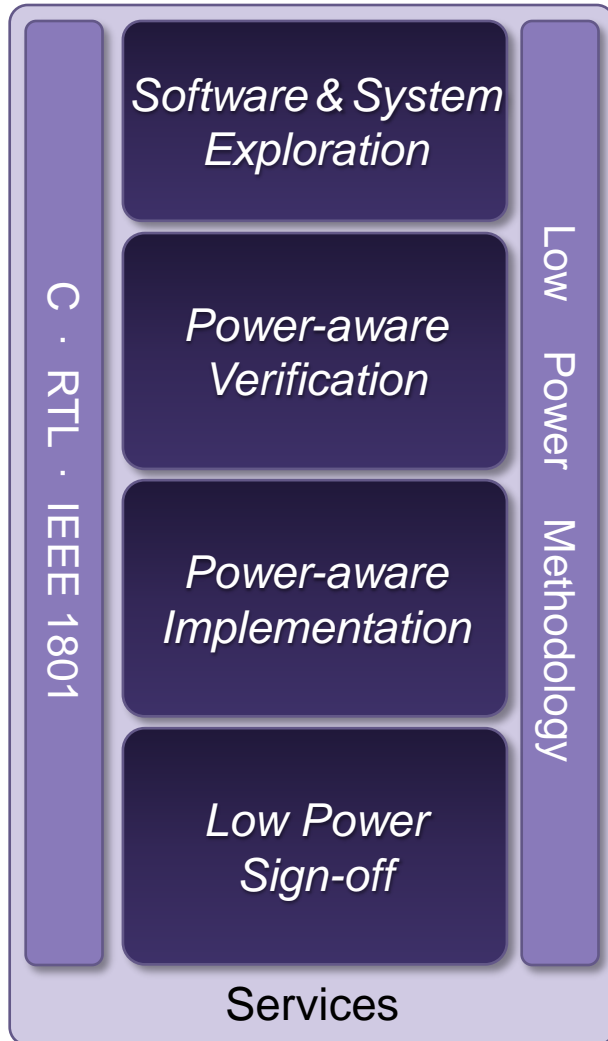 Software & System
Exploration
Power-aware
Verification
Power-aware
Implementation
Low Power
Sign-off
C · RTL · IEEE 1801
Low Power Methodology
Services